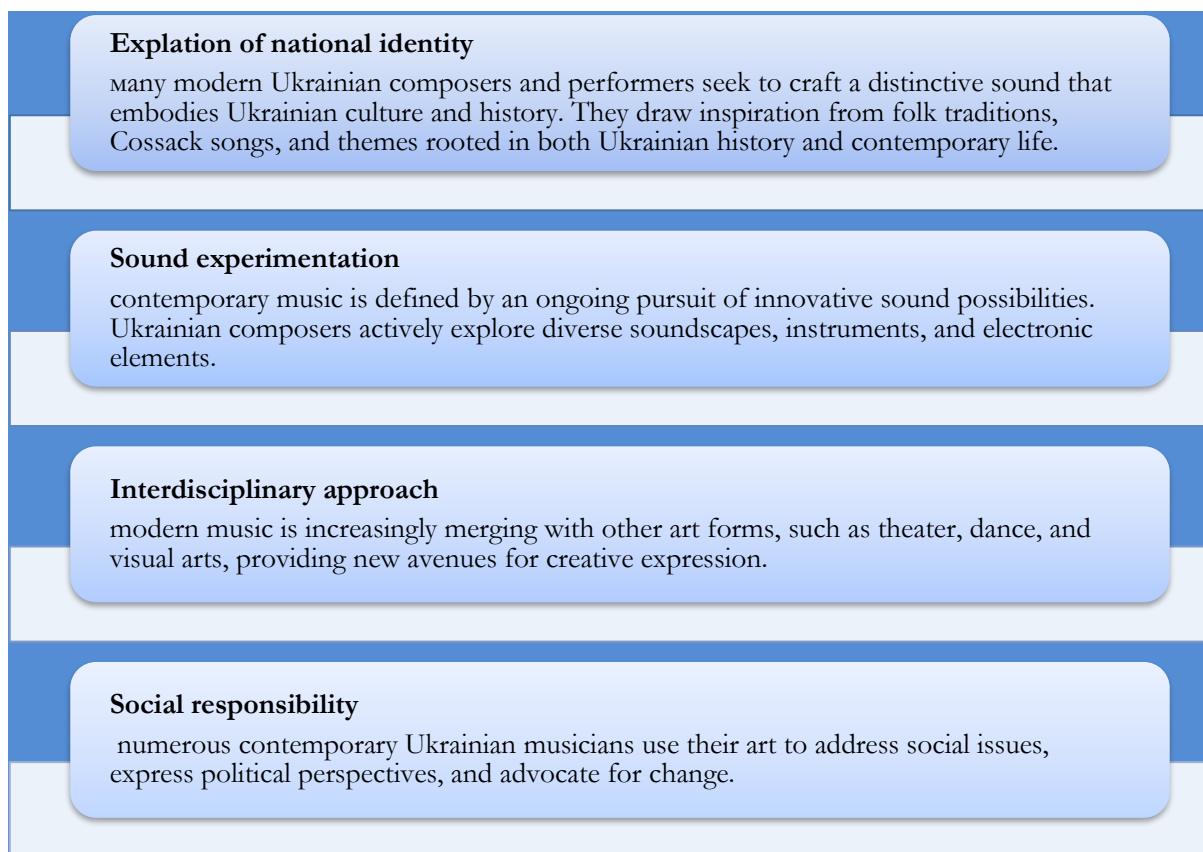 Explation of national identity
мany modern Ukrainian composers and performers seek to craft a distinctive sound that
embodies Ukrainian culture and history. They draw inspiration from folk traditions,
Cossack songs, and themes rooted in both Ukrainian history and contemporary life.
Sound experimentation
contemporary music is defined by an ongoing pursuit of innovative sound possibilities.
Ukrainian composers actively explore diverse soundscapes, instruments, and electronic
elements.
Interdisciplinary approach
modern music is increasingly merging with other art forms, such as theater, dance, and
visual arts, providing new avenues for creative expression.
Social responsibility
numerous contemporary Ukrainian musicians use their art to address social issues,
express political perspectives, and advocate for change.